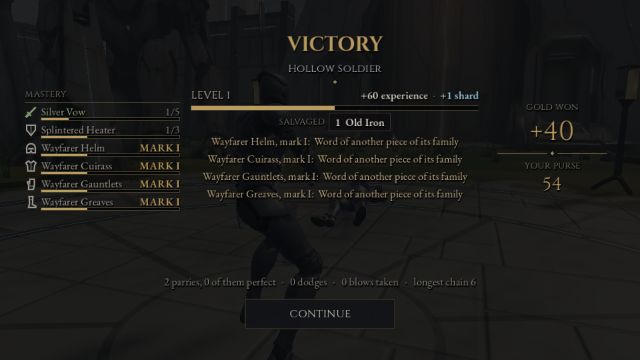 VICTORY
HOLLOW SOLDIER
MASTERY
Silver Vow 1/5
Splintered Heater 1/3
Wayfarer Helm MARK I
Wayfarer Cuirass MARK I
Wayfarer Gauntlets MARK I
Wayfarer Greaves MARK I
LEVEL 1 +60 experience · +1 shard
SALVAGED 1 Old Iron
Wayfarer Helm, mark I: Word of another piece of its family
Wayfarer Cuirass, mark I: Word of another piece of its family
Wayfarer Gauntlets, mark I: Word of another piece of its family
Wayfarer Greaves, mark I: Word of another piece of its family
GOLD WON
+40
YOUR PURSE
54
2 parries, 0 of them perfect · 0 dodges · 0 blows taken · longest chain 6
CONTINUE